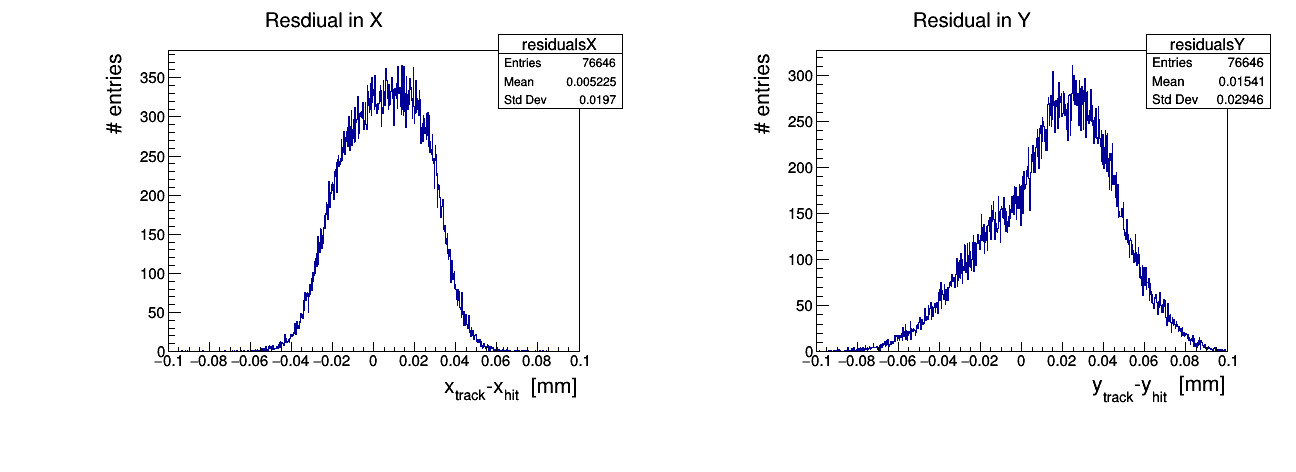 Resdiual in X
residualsX
Entries 76646
Mean 0.005225
Std Dev 0.0197
# entries
350
300
250
200
150
100
50
0
−0.1 −0.08 −0.06 −0.04 −0.02 0 0.02 0.04 0.06 0.08 0.1
x_track-x_hit [mm]
Residual in Y
residualsY
Entries 76646
Mean 0.01541
Std Dev 0.02946
# entries
300
250
200
150
100
50
0
−0.1 −0.08 −0.06 −0.04 −0.02 0 0.02 0.04 0.06 0.08 0.1
y_track-y_hit [mm]